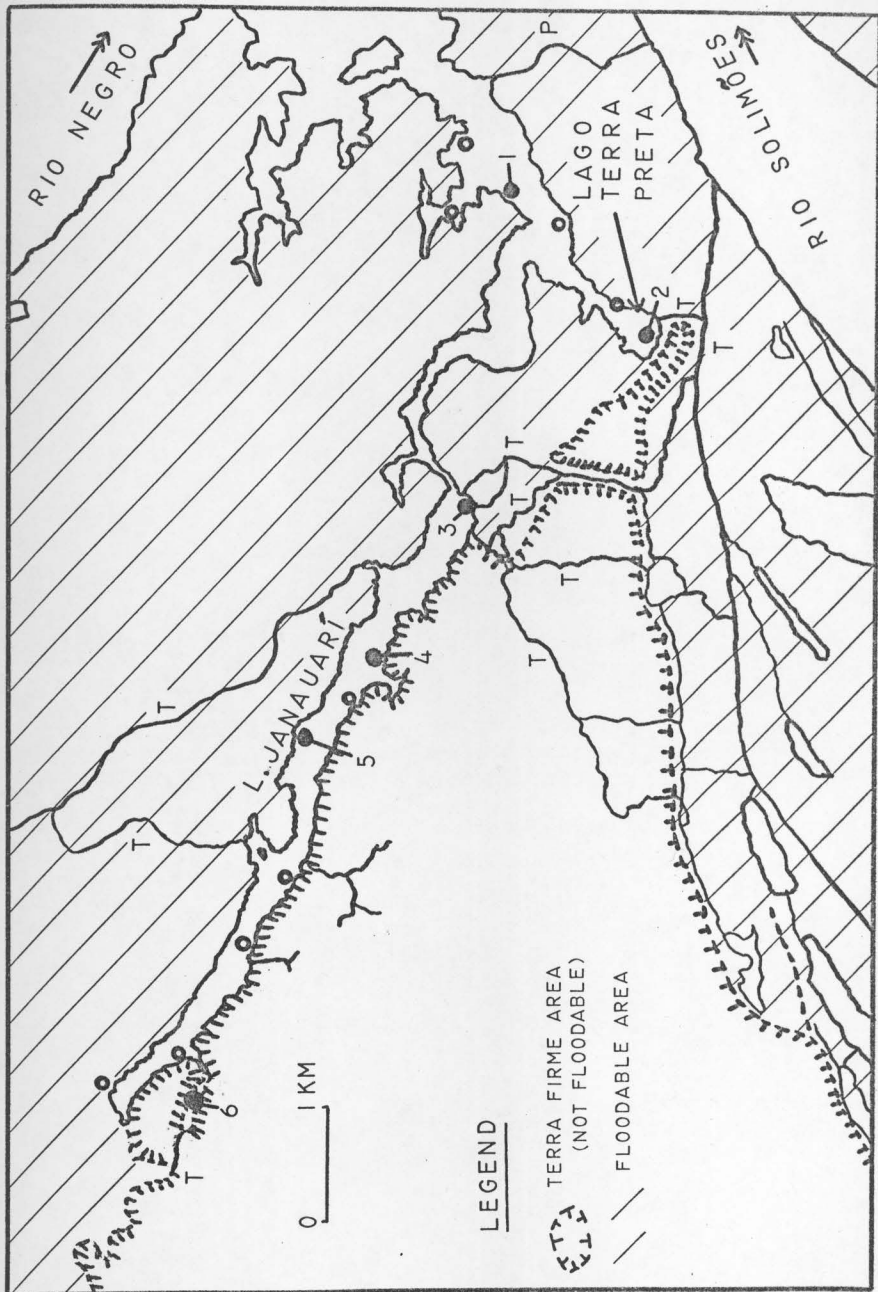 RIO NEGRO
P
1
LAGO
TERRA
PRETA
RIO SOLIMÕES
2
T
T
T
T
3
T
T
4
L. JANAUARÍ
T
5
T
6
T
0 1 KM
LEGEND
TERRA FIRME AREA
(NOT FLOODABLE)
FLOODABLE AREA